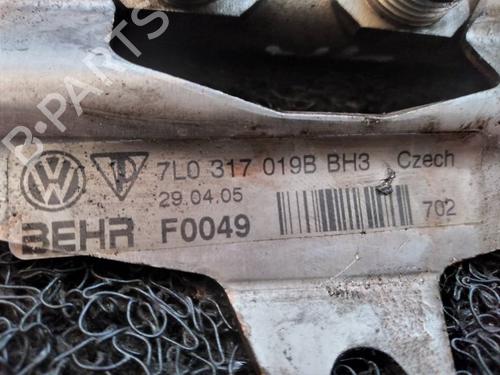 B-PARTS
7L0 317 019B BH3 Czech
29.04.05
BEHR F0049
702